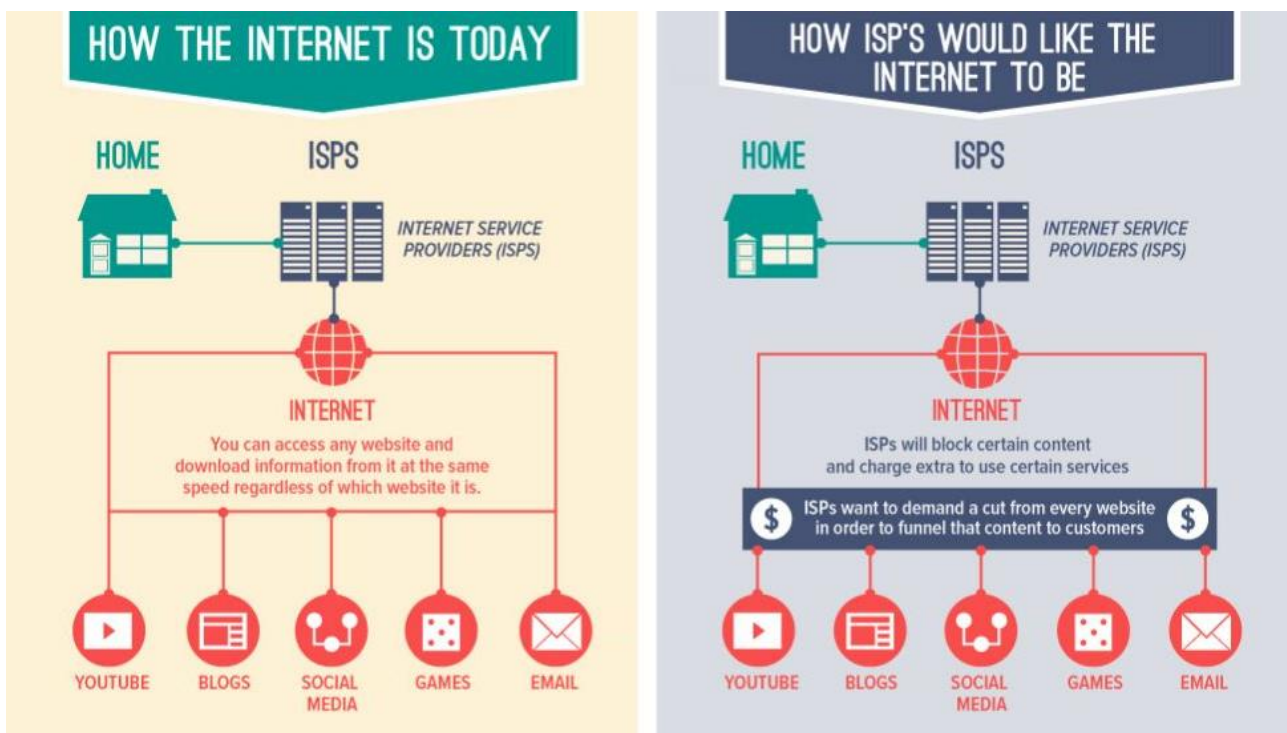 HOW THE INTERNET IS TODAY
HOME
ISPS
INTERNET SERVICE
PROVIDERS (ISPS)
INTERNET
You can access any website and
download information from it at the same
speed regardless of which website it is.
YOUTUBE
BLOGS
SOCIAL
MEDIA
GAMES
EMAIL
HOW ISP'S WOULD LIKE THE
INTERNET TO BE
HOME
ISPS
INTERNET SERVICE
PROVIDERS (ISPS)
INTERNET
ISPs will block certain content
and charge extra to use certain services
$
ISPs want to demand a cut from every website
in order to funnel that content to customers
$
YOUTUBE
BLOGS
SOCIAL
MEDIA
GAMES
EMAIL